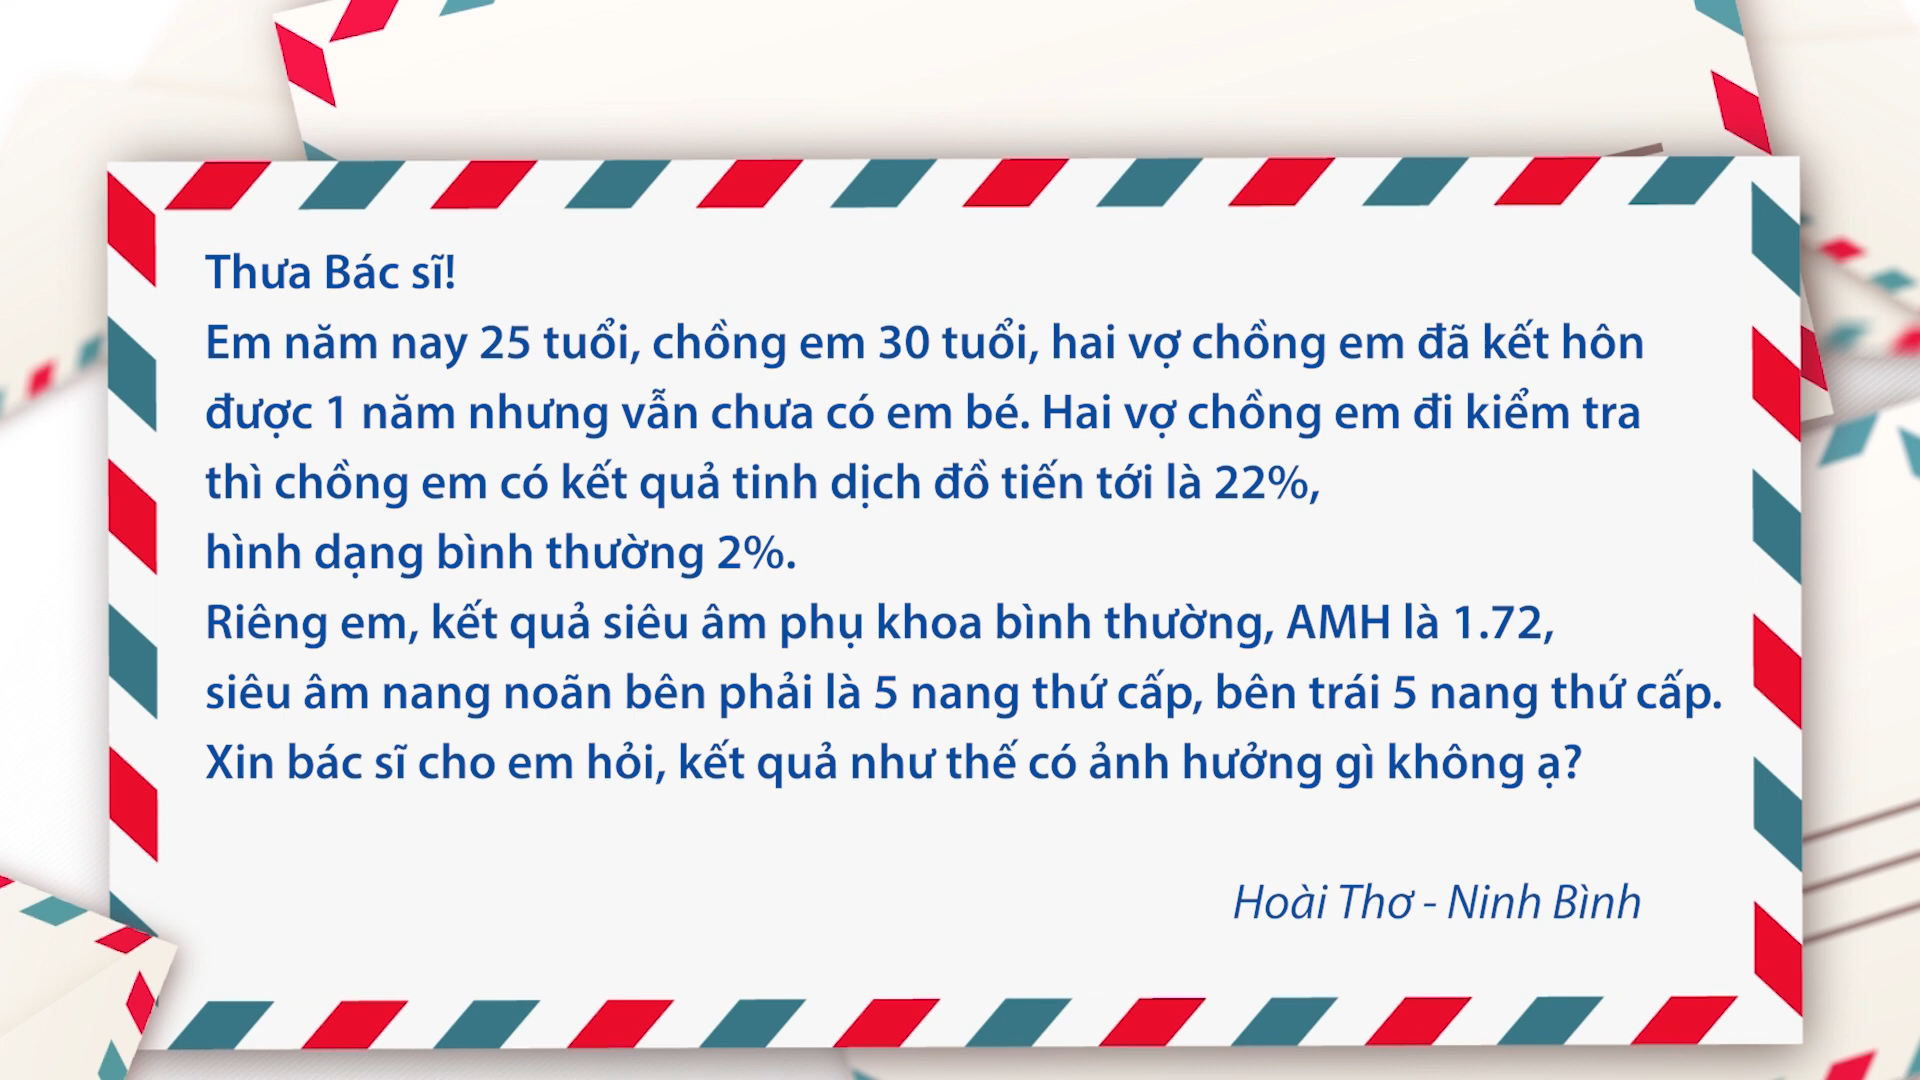 Thưa Bác sĩ!
Em năm nay 25 tuổi, chồng em 30 tuổi, hai vợ chồng em đã kết hôn
được 1 năm nhưng vẫn chưa có em bé. Hai vợ chồng em đi kiểm tra
thì chồng em có kết quả tinh dịch đồ tiến tới là 22%,
hình dạng bình thường 2%.
Riêng em, kết quả siêu âm phụ khoa bình thường, AMH là 1.72,
siêu âm nang noãn bên phải là 5 nang thứ cấp, bên trái 5 nang thứ cấp.
Xin bác sĩ cho em hỏi, kết quả như thế có ảnh hưởng gì không ạ?
Hoài Thơ - Ninh Bình